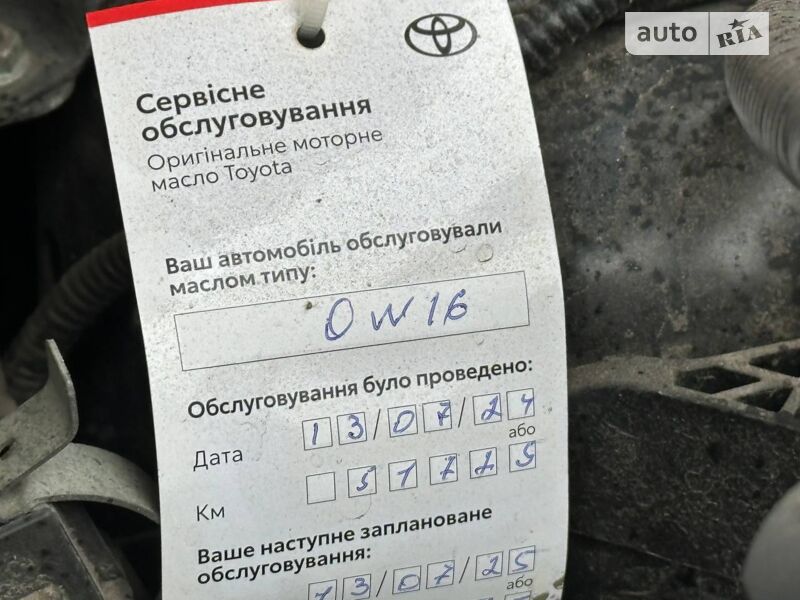 auto RIA
Сервісне
обслуговування
Оригінальне моторне
масло Toyota
Ваш автомобіль обслуговували
маслом типу:
0W16
Обслуговування було проведено:
Дата 13/07/24
або
Км 51725
Ваше наступне заплановане
обслуговування:
13/07/25
або